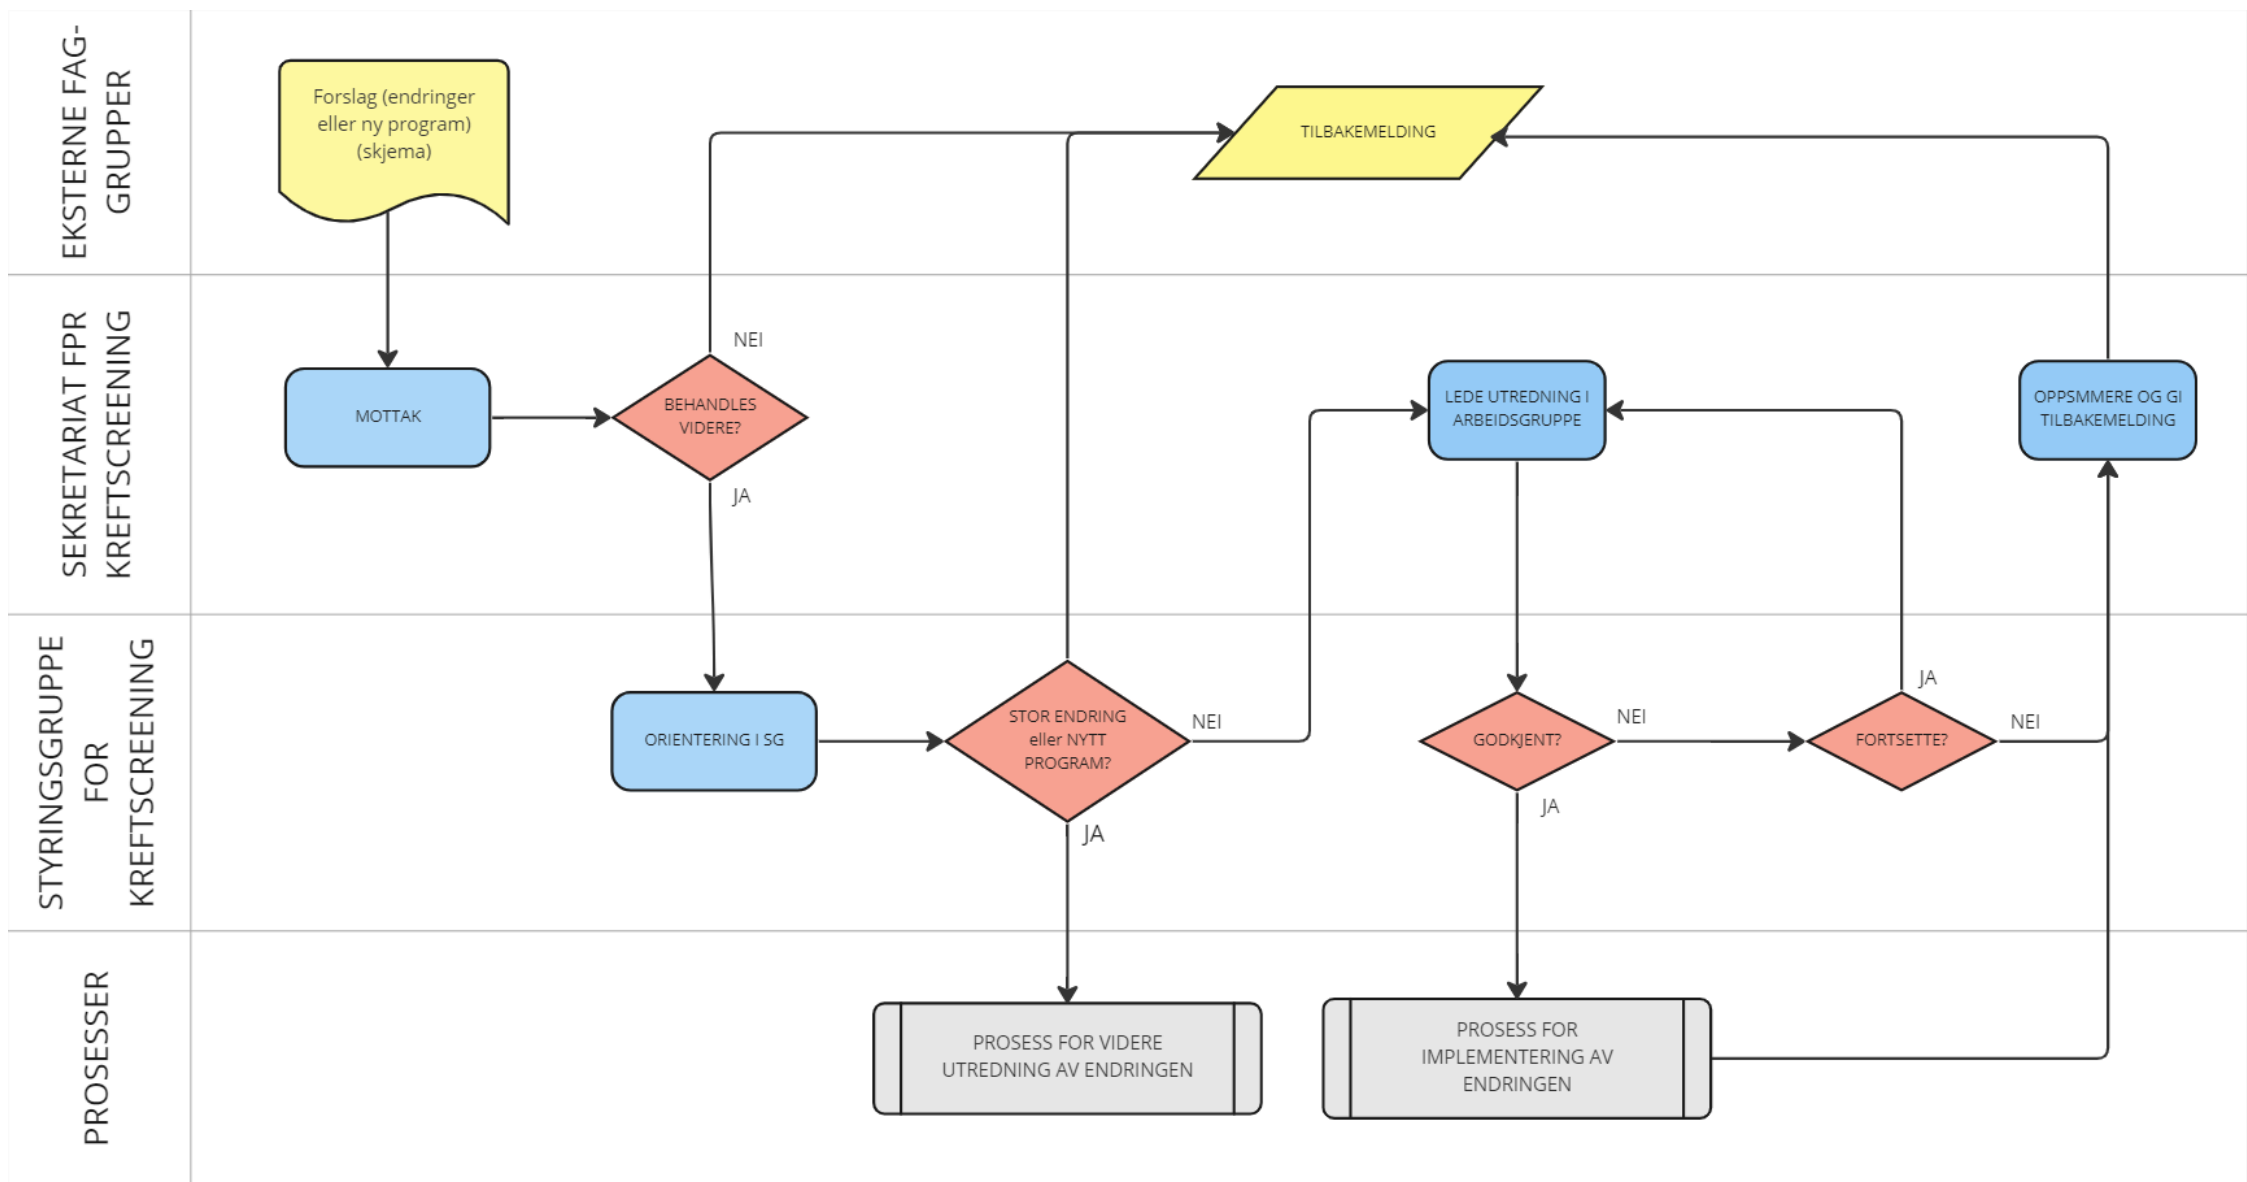 EKSTERNE FAG-
GRUPPER
Forslag (endringer
eller ny program)
(skjema)
TILBAKEMELDING
SEKRETARIAT FPR
KREFTSCREENING
MOTTAK
NEI
BEHANDLES
VIDERE?
JA
LEDE UTREDNING I
ARBEIDSGRUPPE
OPPSMMERE OG GI
TILBAKEMELDING
STYRINGSGRUPPE
FOR
KREFTSCREENING
ORIENTERING I SG
STOR ENDRING
eller NYTT
PROGRAM?
NEI
JA
GODKJENT?
NEI
JA
FORTSETTE?
JA
NEI
PROSESSER
PROSESS FOR VIDERE
UTREDNING AV ENDRINGEN
PROSESS FOR
IMPLEMENTERING AV
ENDRINGEN